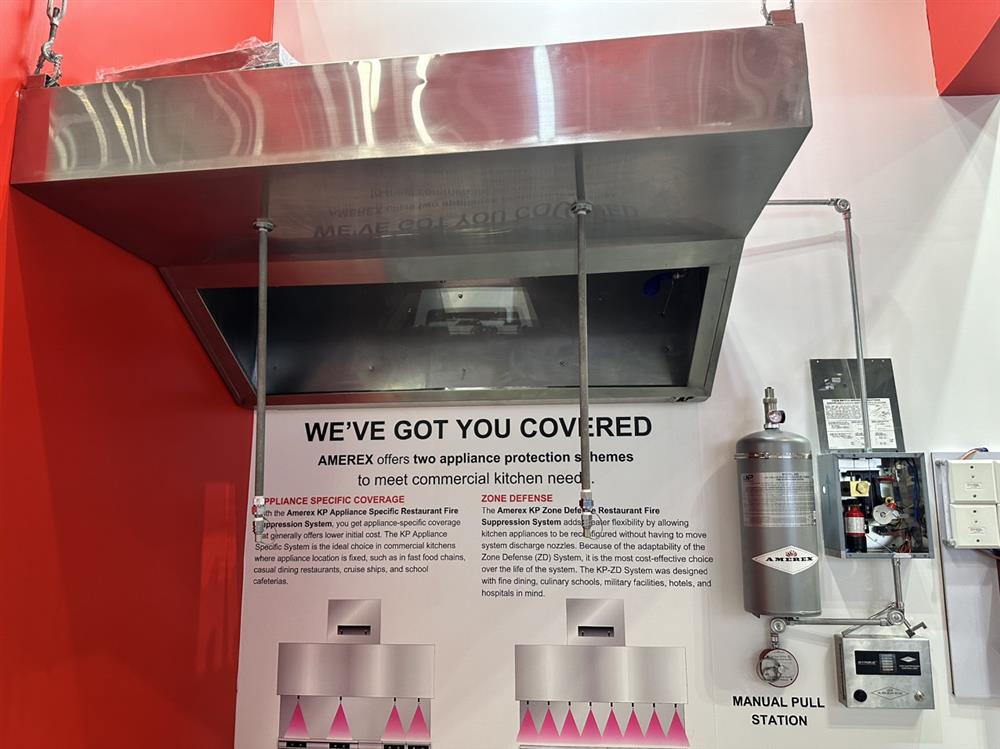 WE'VE GOT YOU COVERED
AMEREX offers two appliance protection schemes
to meet commercial kitchen needs.
APPLIANCE SPECIFIC COVERAGE
With the Amerex KP Appliance Specific Restaurant Fire
Suppression System, you get appliance-specific coverage
that generally offers lower initial cost. The KP Appliance
Specific System is the ideal choice in commercial kitchens
where appliance location is fixed, such as in fast food chains,
casual dining restaurants, cruise ships, and school
cafeterias.
ZONE DEFENSE
The Amerex KP Zone Defense Restaurant Fire
Suppression System adds greater flexibility by allowing
kitchen appliances to be reconfigured without having to move
system discharge nozzles. Because of the adaptability of the
Zone Defense (ZD) System, it is the most cost-effective choice
over the life of the system. The KP-ZD System was designed
with fine dining, culinary schools, military facilities, hotels, and
hospitals in mind.
KP
AMEREX
MANUAL PULL
STATION